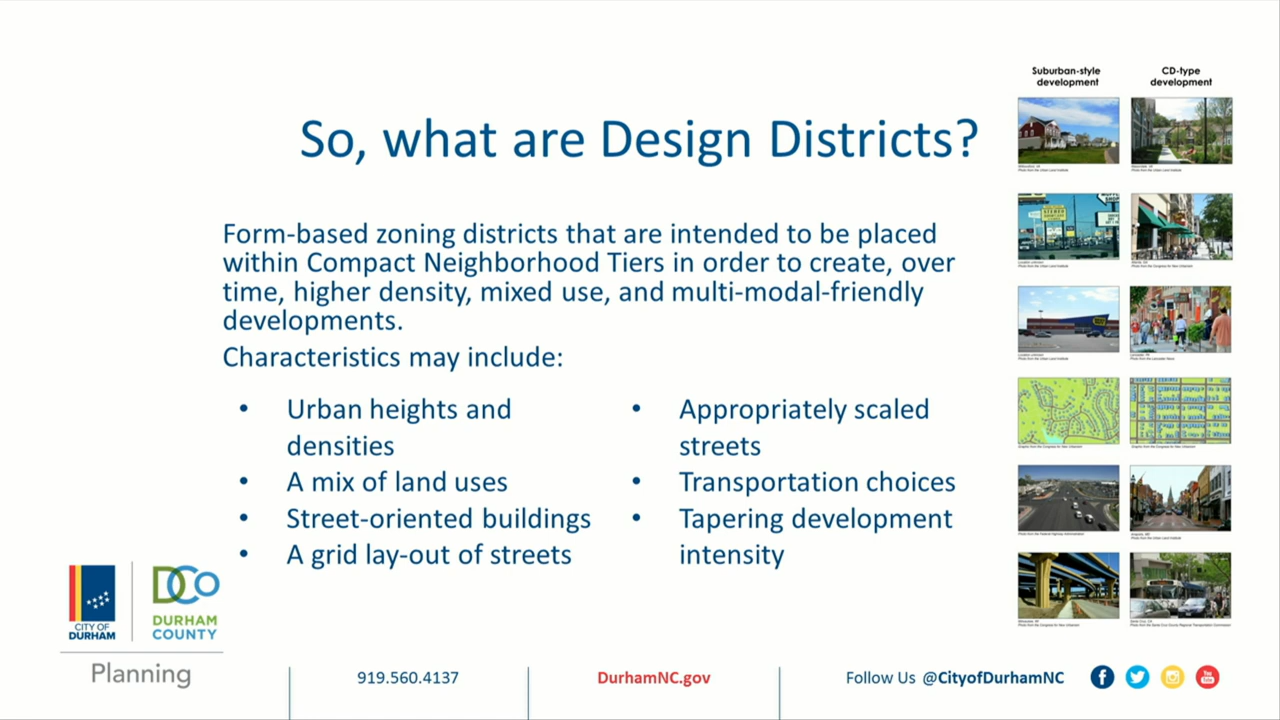 Suburban-style
development
CD-type
development
So, what are Design Districts?
Form-based zoning districts that are intended to be placed
within Compact Neighborhood Tiers in order to create, over
time, higher density, mixed use, and multi-modal-friendly
developments.
Characteristics may include:
• Urban heights and
densities
• A mix of land uses
• Street-oriented buildings
• A grid lay-out of streets
• Appropriately scaled
streets
• Transportation choices
• Tapering development
intensity
CITY OF
DURHAM
DCO
DURHAM
COUNTY
Planning
919.560.4137
DurhamNC.gov
Follow Us @CityofDurhamNC